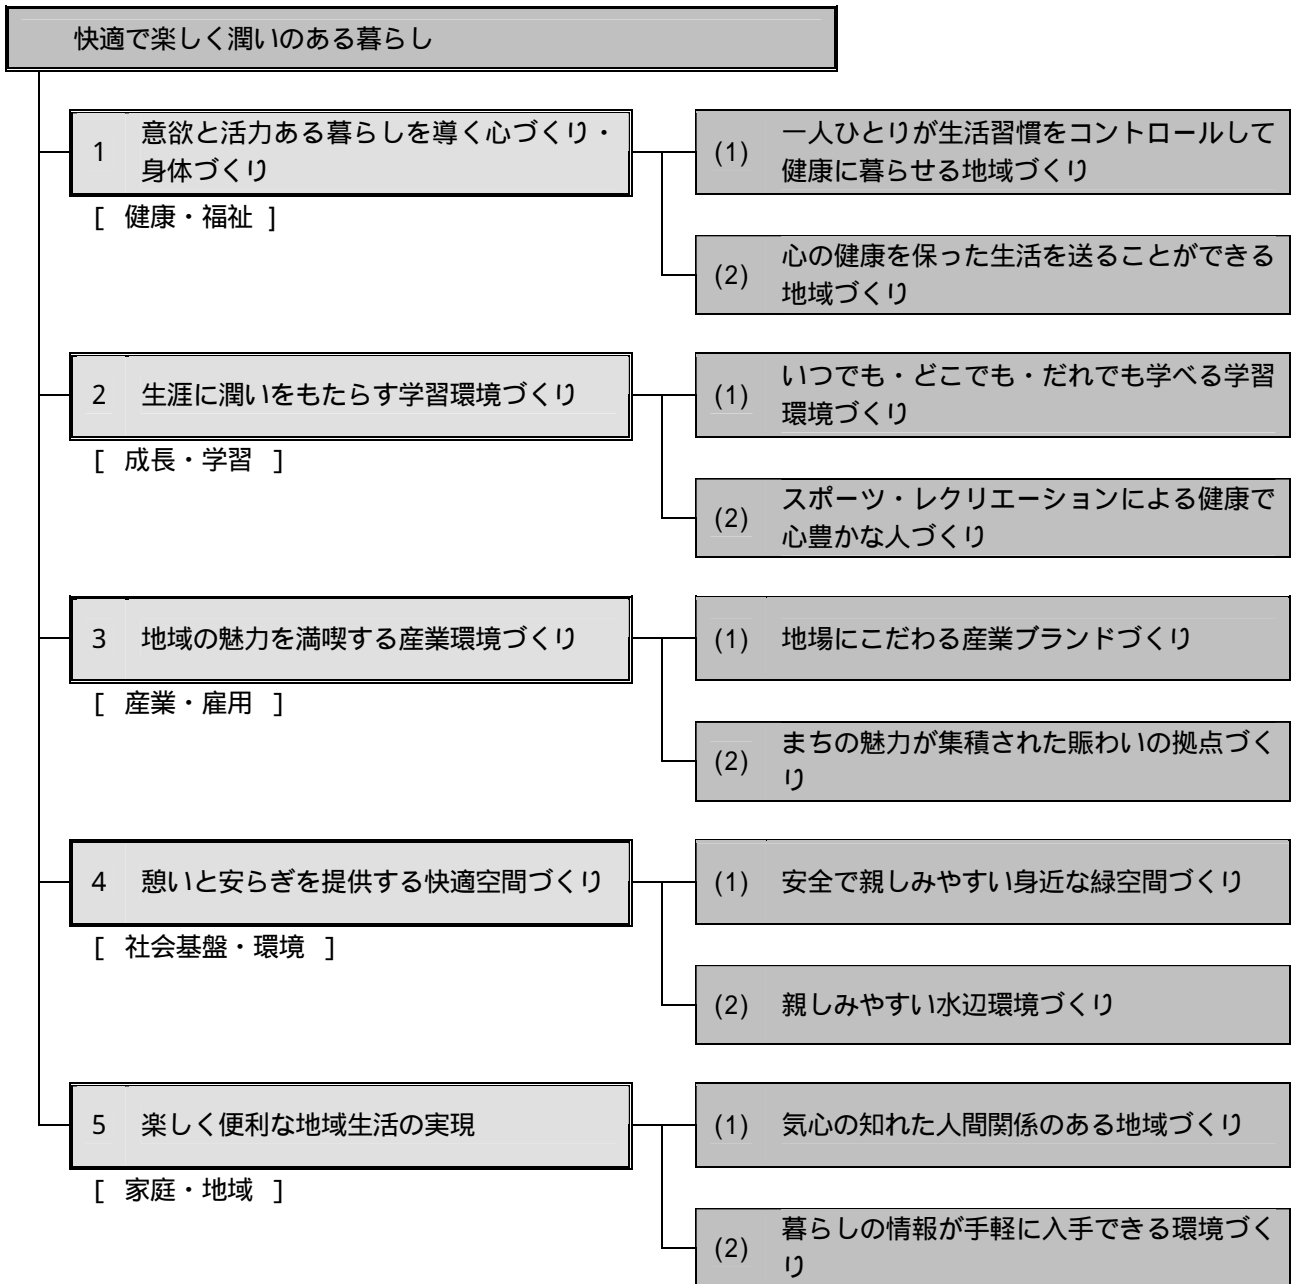 快適で楽しく潤いのある暮らし
1 意欲と活力ある暮らしを導く心づくり・
身体づくり
[ 健康・福祉 ]
(1) 一人ひとりが生活習慣をコントロールして
健康に暮らせる地域づくり
(2) 心の健康を保った生活を送ることができる
地域づくり
2 生涯に潤いをもたらす学習環境づくり
[ 成長・学習 ]
(1) いつでも・どこでも・だれでも学べる学習
環境づくり
(2) スポーツ・レクリエーションによる健康で
心豊かな人づくり
3 地域の魅力を満喫する産業環境づくり
[ 産業・雇用 ]
(1) 地場にこだわる産業ブランドづくり
(2) まちの魅力が集積された賑わいの拠点づく
り
4 憩いと安らぎを提供する快適空間づくり
[ 社会基盤・環境 ]
(1) 安全で親しみやすい身近な緑空間づくり
(2) 親しみやすい水辺環境づくり
5 楽しく便利な地域生活の実現
[ 家庭・地域 ]
(1) 気心の知れた人間関係のある地域づくり
(2) 暮らしの情報が手軽に入手できる環境づく
り